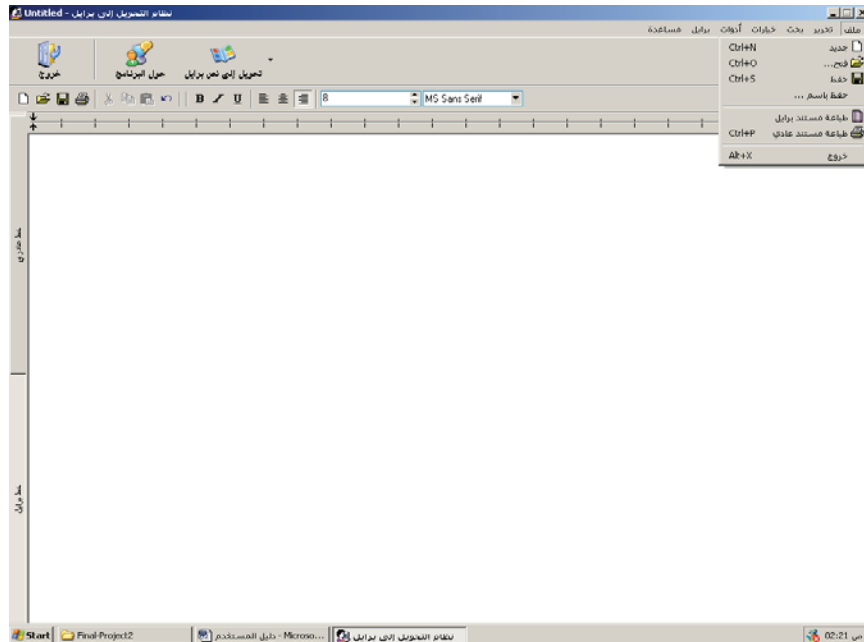 نظام التحويل إلى برايل - Untitled
ملف تحرير بحث خيارات أدوات برايل مساعدة
تحويل إلى نص برايل
حول البرنامج
خروج
8
MS Sans Serif
جديد Ctrl+N
فتح... Ctrl+O
حفظ Ctrl+S
حفظ باسم ...
طباعة مستند برايل
طباعة مستند عادي Ctrl+P
خروج Alt+X
خط عادي
خط برايل
Start
Final-Project2
دليل المستخدم - Microso...
نظام التحويل إلى برايل
02:21 ص